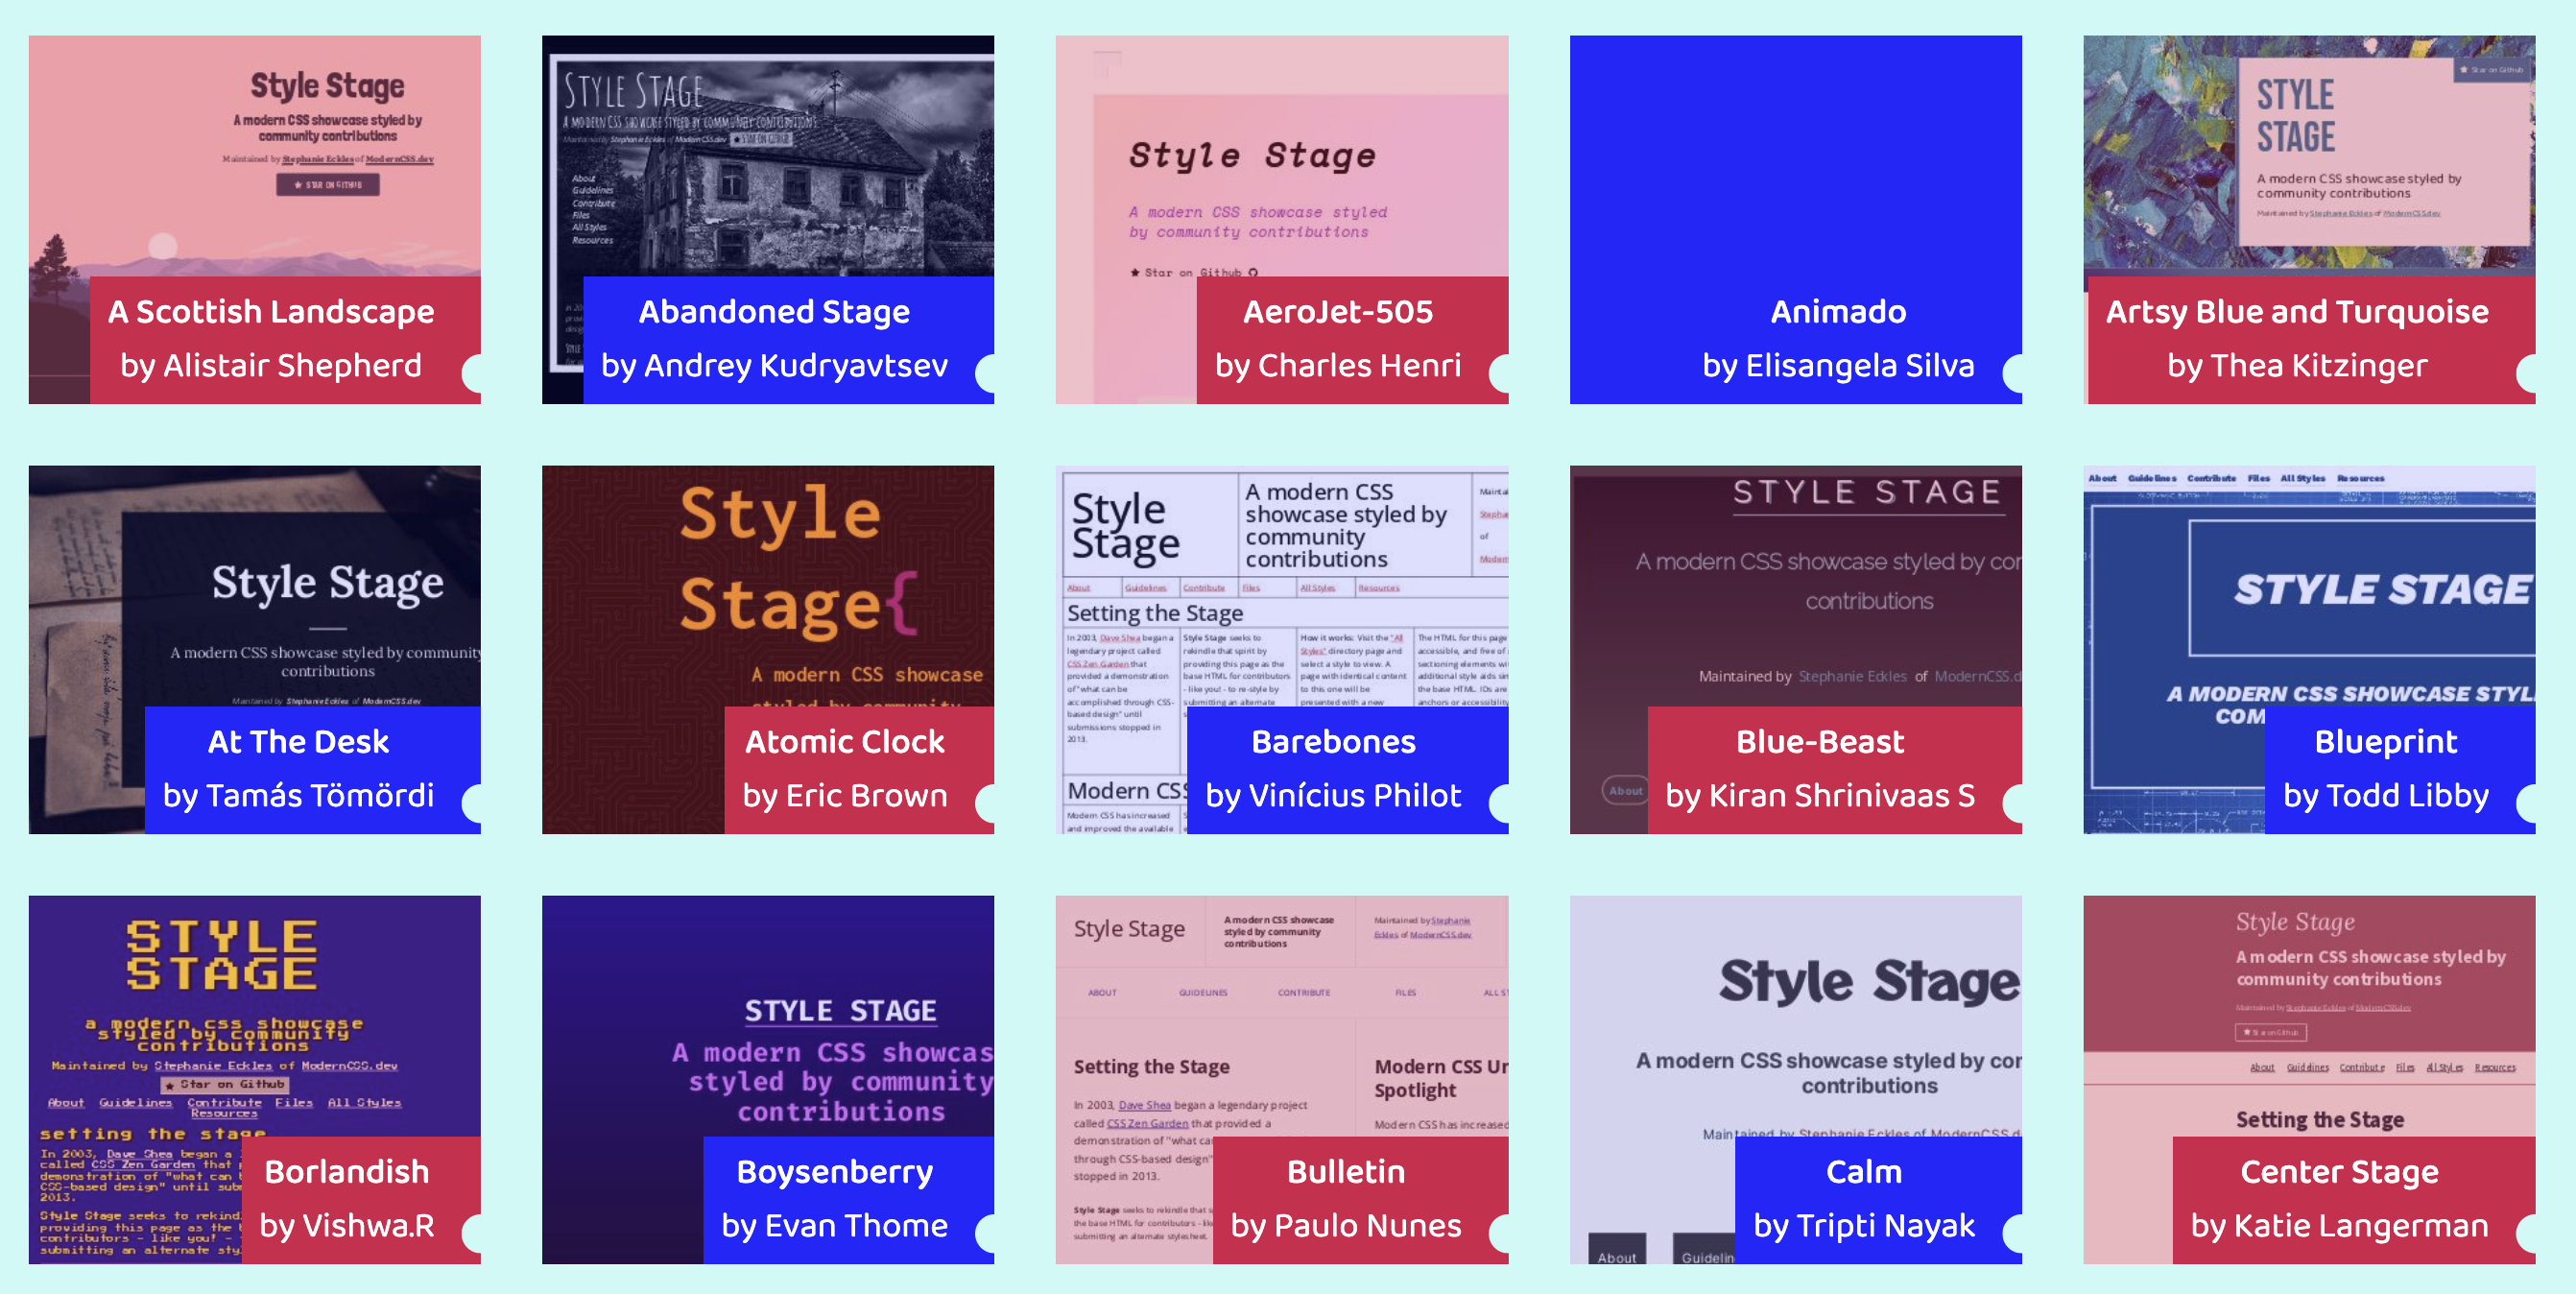 Style Stage
A modern CSS showcase styled by
community contributions
Maintained by Stephanie Eckles of ModernCSS.dev
★ STAR ON GITHUB
A Scottish Landscape
by Alistair Shepherd
STYLE STAGE
A MODERN CSS SHOWCASE STYLED BY COMMUNITY CONTRIBUTIONS
Maintained by Stephanie Eckles of ModernCSS.dev ★ STAR ON GITHUB
About
Guidelines
Contribute
Files
All Styles
Resources
Abandoned Stage
by Andrey Kudryavtsev
Style Stage
A modern CSS showcase styled
by community contributions
★ Star on Github
AeroJet-505
by Charles Henri
Animado
by Elisangela Silva
★ Star on Github
STYLE
STAGE
A modern CSS showcase styled by
community contributions
Maintained by Stephanie Eckles of ModernCSS.dev
Artsy Blue and Turquoise
by Thea Kitzinger
Style Stage
A modern CSS showcase styled by community
contributions
Maintained by Stephanie Eckles of ModernCSS.dev
At The Desk
by Tamás Tömördi
Style
Stage{
A modern CSS showcase
styled by community
Atomic Clock
by Eric Brown
Style
Stage
A modern CSS
showcase styled by
community
contributions
of
About Guidelines Contribute Files All Styles Resources
Setting the Stage
In 2003, Dave Shea began a
legendary project called
CSS Zen Garden that
provided a demonstration
of "what can be
accomplished through CSS-
based design" until
submissions stopped in
2013.
Style Stage seeks to
rekindle that spirit by
providing this page as the
base HTML for contributors
- like you! - to re-style by
submitting an alternate
How it works: Visit the "All
Styles" directory page and
select a style to view. A
page with identical content
to this one will be
presented with a new
The HTML for this page
accessible, and free of
sectioning elements
additional style aids
the base HTML. IDs are
anchors or accessibility
Modern CSS
Modern CSS has increased
and improved the available
Barebones
by Vinícius Philot
STYLE STAGE
A modern CSS showcase styled by
contributions
Maintained by Stephanie Eckles of ModernCSS.d
About
Blue-Beast
by Kiran Shrinivaas S
About Guidelines Contribute Files All Styles Resources
STYLE STAGE
A MODERN CSS SHOWCASE STYL
COM
Blueprint
by Todd Libby
STYLE
STAGE
a modern css showcase
styled by community
contributions
Maintained by Stephanie Eckles of ModernCSS.dev
★ Star on Github
About Guidelines Contribute Files All Styles
Resources
setting the stage
In 2003, Dave Shea began a
called CSS Zen Garden that
demonstration of "what can
CSS-based design" until
2013.
Style Stage seeks to rekind
providing this page as the
contributors - like you! -
submitting an alternate
Borlandish
by Vishwa.R
STYLE STAGE
A modern CSS showcas
styled by community
contributions
Boysenberry
by Evan Thome
Style Stage
A modern CSS showcase
styled by community
contributions
Maintained by Stephanie
Eckles of ModernCSS.dev
ABOUT GUIDELINES CONTRIBUTE FILES ALL
Setting the Stage
In 2003, Dave Shea began a legendary project
called CSS Zen Garden that provided a
demonstration of "what ca
through CSS-based design"
stopped in 2013.
Style Stage seeks to rekindle that
the base HTML for contributors - like
submitting an alternate stylesheet.
Modern CSS
Spotlight
Modern CSS has increased
Bulletin
by Paulo Nunes
Style Stage
A modern CSS showcase styled by
contributions
Maintained by Stephanie Eckles of ModernCSS.d
About Guidelin
Calm
by Tripti Nayak
Style Stage
A modern CSS showcase styled by
community contributions
Maintained by Stephanie Eckles of ModernCSS.dev
★ Star on Github
About Guidelines Contribute Files All Styles Resources
Setting the Stage
Center Stage
by Katie Langerman